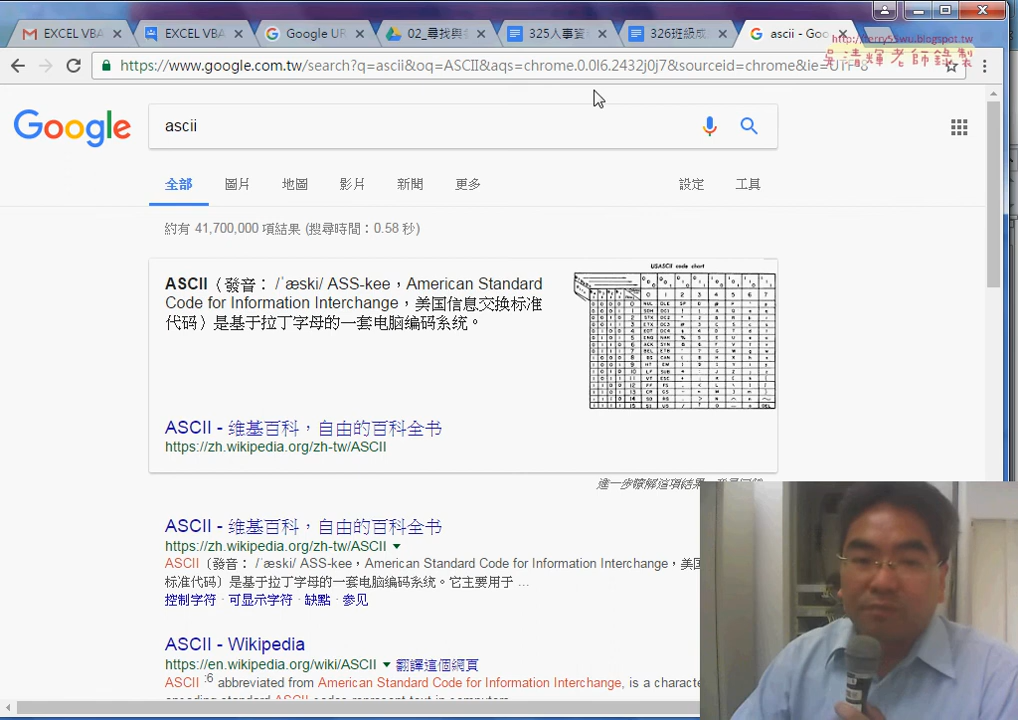 EXCEL VBA
EXCEL VBA
Google UR
02_尋找與
325人事資
326班級成
ascii - Goo
http://terry55wu.blogspot.tw
吳清輝老師錄製
https://www.google.com.tw/search?q=ascii&oq=ASCII&aqs=chrome.0.0l6.2432j0j7&sourceid=chrome&ie=UTF-8
Google
ascii
全部 圖片 地圖 影片 新聞 更多 設定 工具
約有 41,700,000 項結果 (搜尋時間：0.58 秒)
ASCII（發音： /ˈæski/ ASS-kee，American Standard
Code for Information Interchange，美国信息交換标准
代码）是基于拉丁字母的一套电脑编码系统。
USASCII code chart
ASCII - 维基百科，自由的百科全书
https://zh.wikipedia.org/zh-tw/ASCII
進一步瞭解這項結果
ASCII - 维基百科，自由的百科全书
https://zh.wikipedia.org/zh-tw/ASCII
ASCII（發音： /ˈæski/ ASS-kee，American Standard Code for Information Interchange，美国
标准代码）是基于拉丁字母的一套电脑编码系统。它主要用于 ...
控制字符 · 可显示字符 · 缺點 · 参见
ASCII - Wikipedia
https://en.wikipedia.org/wiki/ASCII 翻譯這個網頁
ASCII :6 abbreviated from American Standard Code for Information Interchange, is a characte